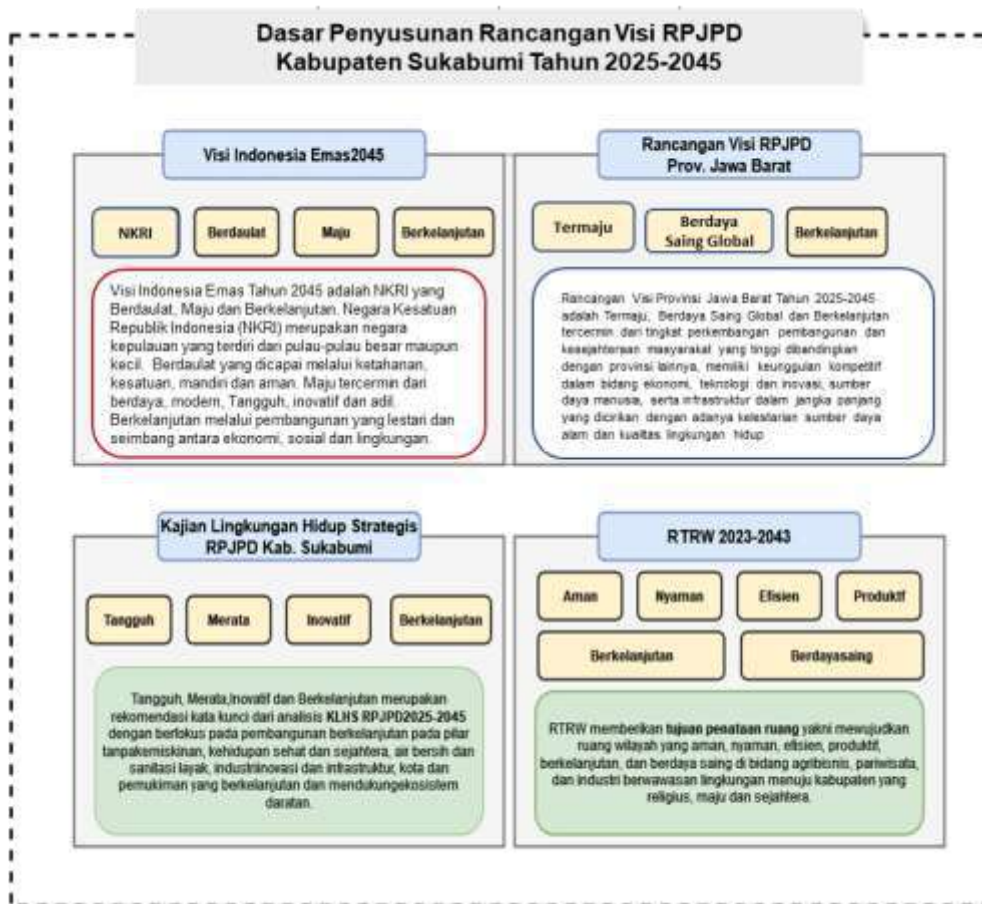 Dasar Penyusunan Rancangan Visi RPJPD
Kabupaten Sukabumi Tahun 2025-2045
Visi Indonesia Emas2045
NKRI
Berdaulat
Maju
Berkelanjutan
Visi Indonesia Emas Tahun 2045 adalah NKRI yang
Berdaulat, Maju dan Berkelanjutan. Negara Kesatuan
Republik Indonesia (NKRI) merupakan negara
kepulauan yang terdiri dari pulau-pulau besar maupun
kecil. Berdaulat yang dicapai melalui ketahanan,
kesatuan, mandiri dan aman. Maju tercermin dari
berdaya, modern, Tangguh, inovatif dan adil.
Berkelanjutan melalui pembangunan yang lestari dan
seimbang antara ekonomi, sosial dan lingkungan.
Rancangan Visi RPJPD
Prov. Jawa Barat
Termaju
Berdaya
Saing Global
Berkelanjutan
Rancangan Visi Provinsi Jawa Barat Tahun 2025-2045
adalah Termaju, Berdaya Saing Global dan Berkelanjutan
tercermin dari tingkat perkembangan pembangunan dan
kesejahteraan masyarakat yang tinggi dibandingkan
dengan provinsi lainnya, memiliki keunggulan kompetitif
dalam bidang ekonomi, teknologi dan inovasi, sumber
daya manusia, serta infrastruktur dalam jangka panjang
yang dicirikan dengan adanya kelestarian sumber daya
alam dan kualitas lingkungan hidup
Kajian Lingkungan Hidup Strategis
RPJPD Kab. Sukabumi
Tangguh
Merata
Inovatif
Berkelanjutan
Tangguh, Merata,Inovatif dan Berkelanjutan merupakan
rekomendasi kata kunci dari analisis KLHS RPJPD2025-2045
dengan berfokus pada pembangunan berkelanjutan pada pilar
tanpakemiskinan, kehidupan sehat dan sejahtera, air bersih dan
sanitasi layak, industriinovasi dan infrastruktur, kota dan
pemukiman yang berkelanjutan dan mendukungekosistem
daratan.
RTRW 2023-2043
Aman
Nyaman
Efisien
Produktf
Berkelanjutan
Berdayasaing
RTRW memberikan tujuan penataan ruang yakni mewujudkan
ruang wilayah yang aman, nyaman, efisien, produktif,
berkelanjutan, dan berdaya saing di bidang agribisnis, pariwisata,
dan industri berwawasan lingkungan menuju kabupaten yang
religius, maju dan sejahtera.